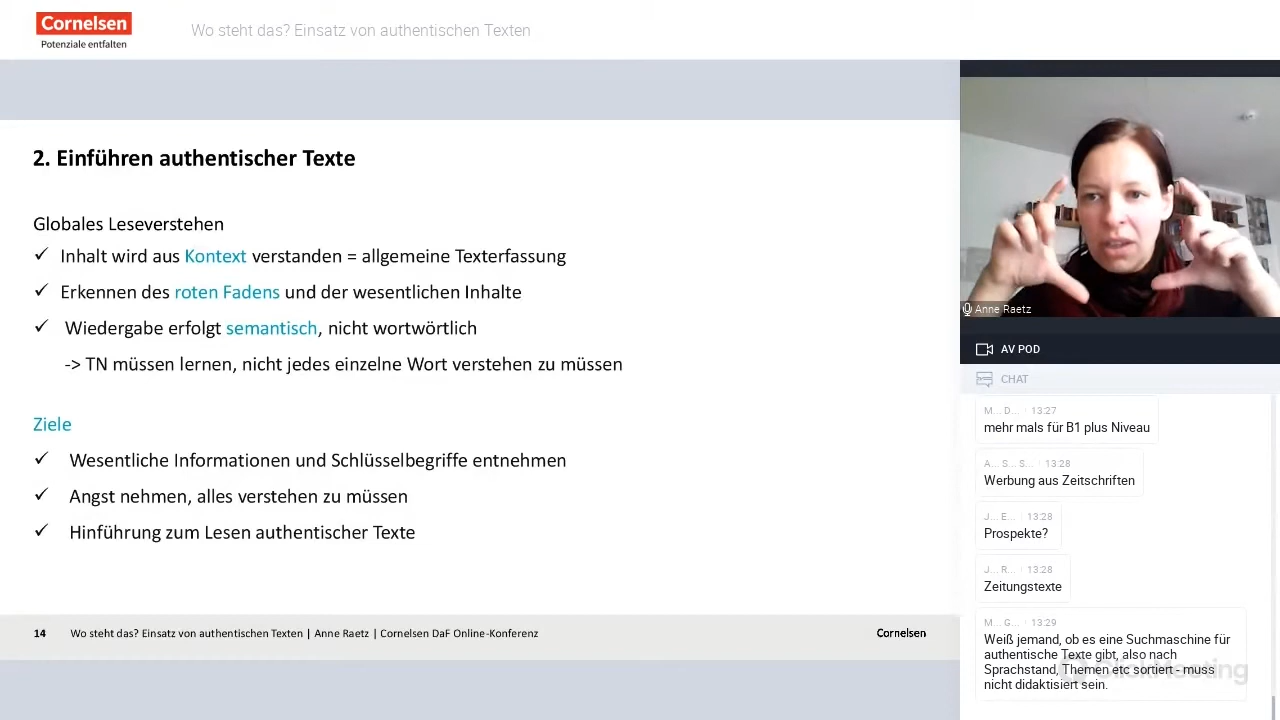 Cornelsen
Potenziale entfalten
Wo steht das? Einsatz von authentischen Texten
2. Einführen authentischer Texte
Globales Leseverstehen
✓ Inhalt wird aus Kontext verstanden = allgemeine Texterfassung
✓ Erkennen des roten Fadens und der wesentlichen Inhalte
✓ Wiedergabe erfolgt semantisch, nicht wortwörtlich
-> TN müssen lernen, nicht jedes einzelne Wort verstehen zu müssen
Ziele
✓ Wesentliche Informationen und Schlüsselbegriffe entnehmen
✓ Angst nehmen, alles verstehen zu müssen
✓ Hinführung zum Lesen authentischer Texte
14 Wo steht das? Einsatz von authentischen Texten | Anne Raetz | Cornelsen DaF Online-Konferenz
Cornelsen
Anne Raetz
AV POD
CHAT
M... D... 13:27
mehr mals für B1 plus Niveau
A... S... S... 13:28
Werbung aus Zeitschriften
J... E... 13:28
Prospekte?
J... R... 13:28
Zeitungstexte
M... G... 13:29
Weiß jemand, ob es eine Suchmaschine für
authentische Texte gibt, also nach
Sprachstand, Themen etc sortiert - muss
nicht didaktisiert sein.
ClickMeeting